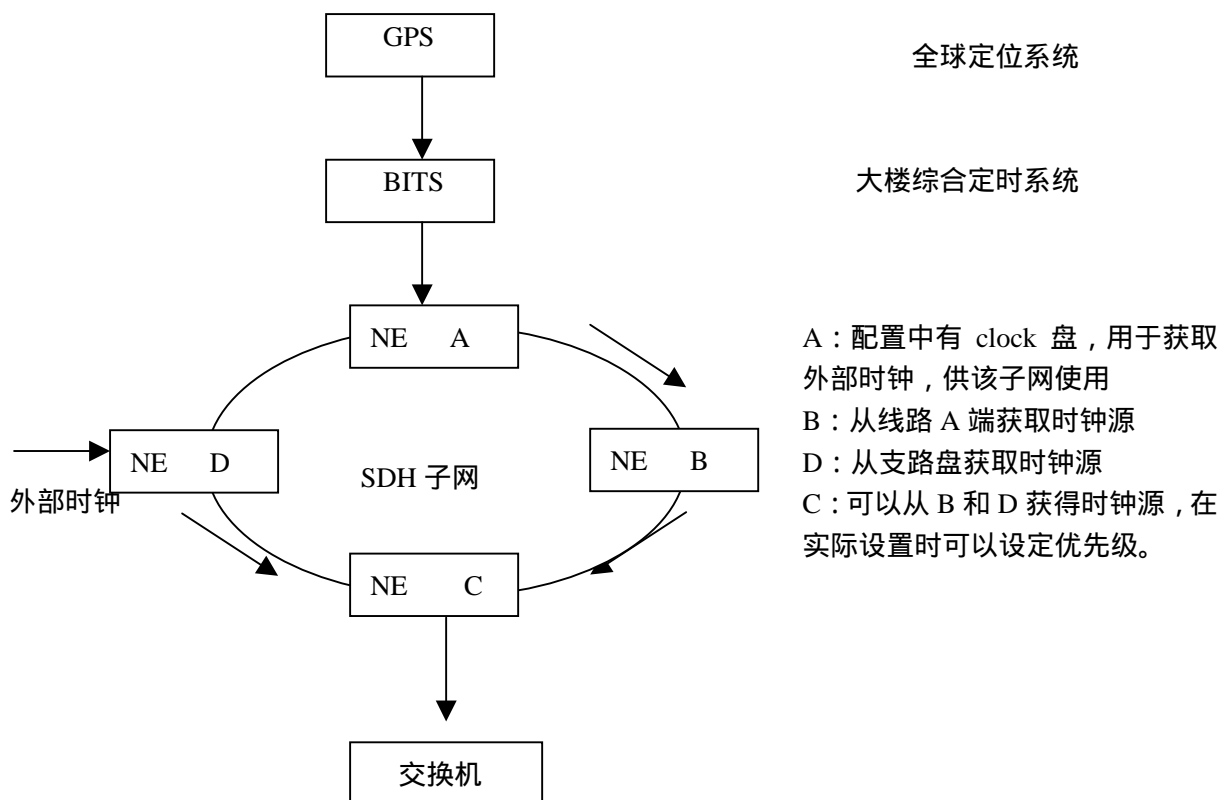 GPS
全球定位系统
BITS
大楼综合定时系统
NE A
A：配置中有 clock 盘，用于获取
外部时钟，供该子网使用
B：从线路 A 端获取时钟源
D：从支路盘获取时钟源
C：可以从 B 和 D 获得时钟源，在
实际设置时可以设定优先级。
NE D
SDH 子网
NE B
外部时钟
NE C
交换机